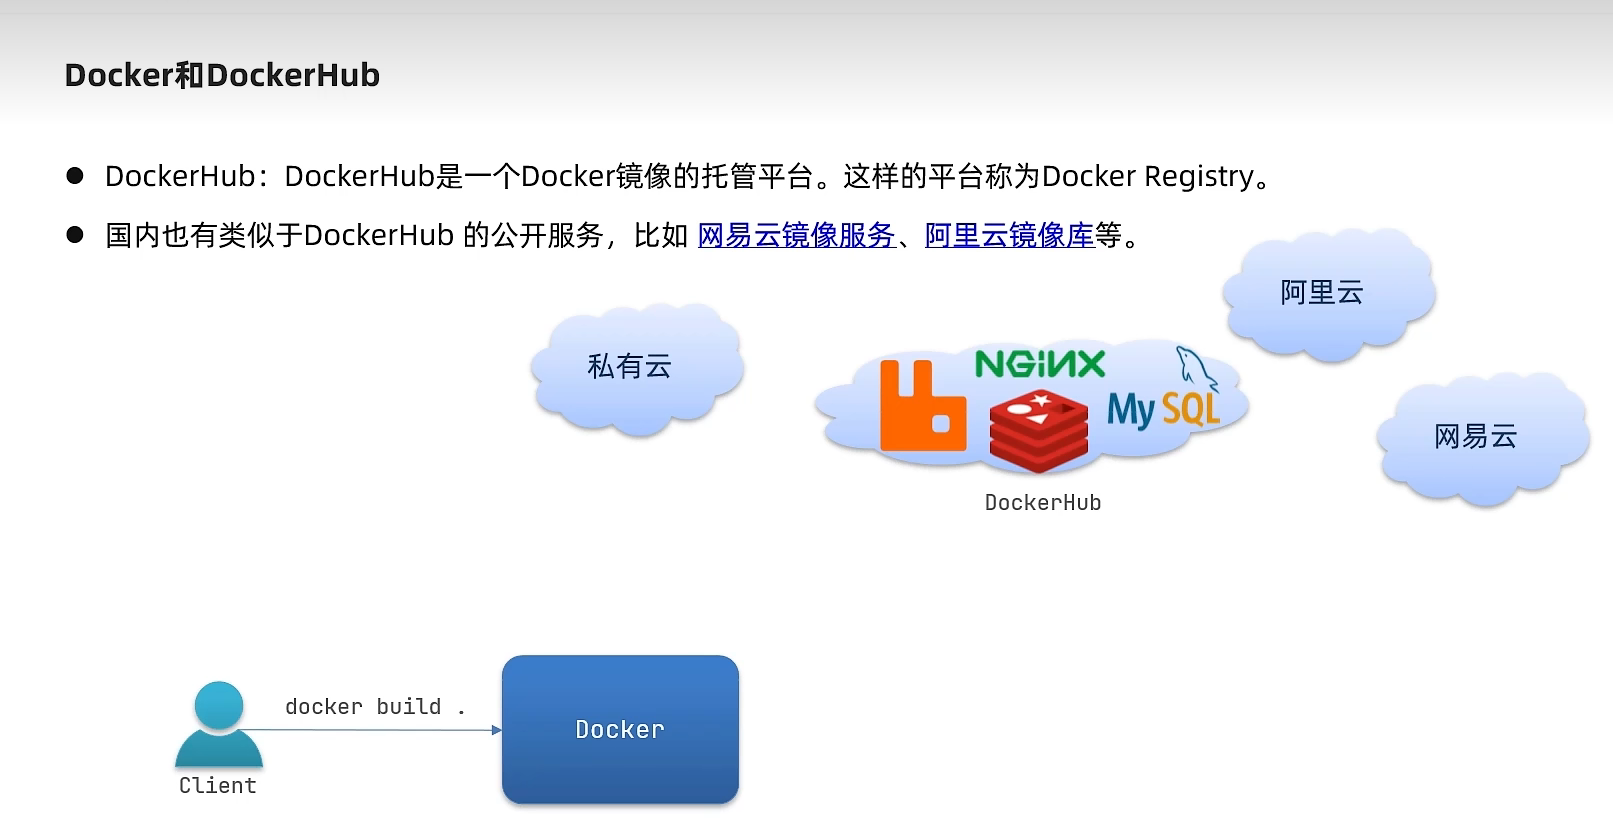 Docker和DockerHub
DockerHub：DockerHub是一个Docker镜像的托管平台。这样的平台称为Docker Registry。
国内也有类似于DockerHub 的公开服务，比如 网易云镜像服务、阿里云镜像库等。
阿里云
私有云
NGINX
MySQL
网易云
DockerHub
docker build .
Docker
Client